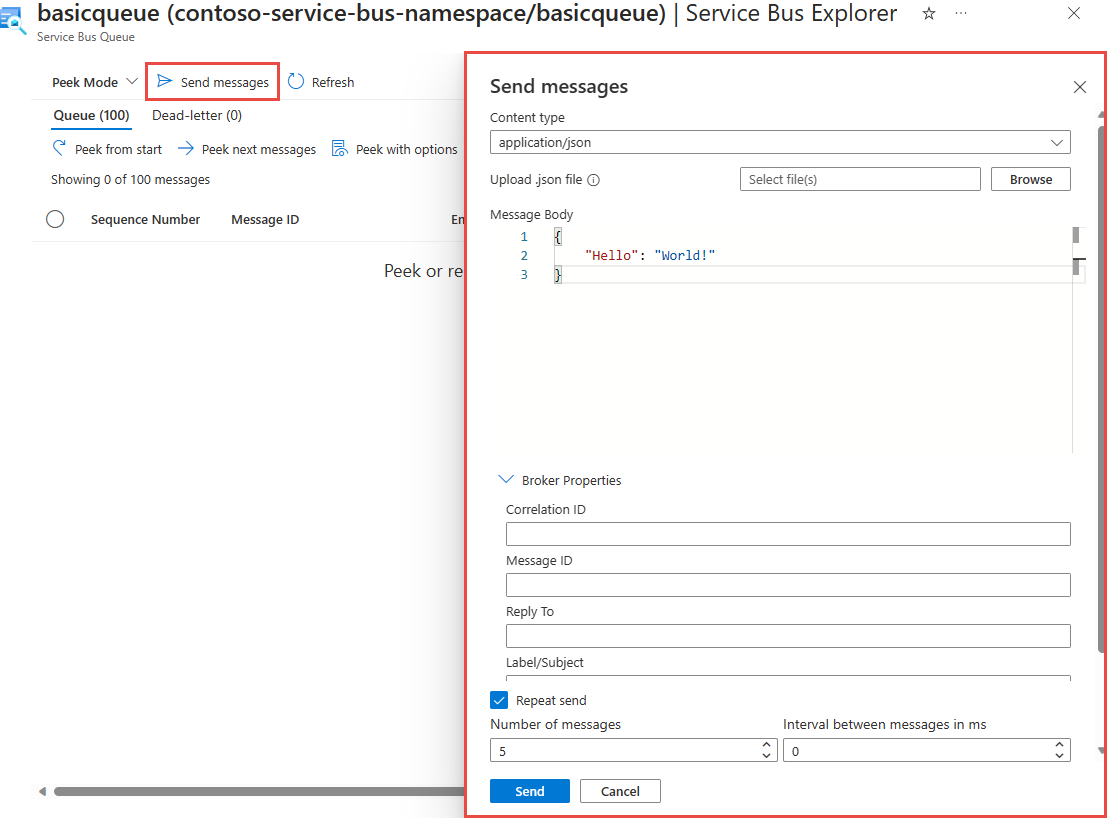 basicqueue (contoso-service-bus-namespace/basicqueue) | Service Bus Explorer
Service Bus Queue
Peek Mode
Send messages
Refresh
Queue (100)
Dead-letter (0)
Peek from start
Peek next messages
Peek with options
Showing 0 of 100 messages
Sequence Number
Message ID
En
Peek or re
Send messages
Content type
application/json
Upload .json file
Select file(s)
Browse
Message Body
1 {
2 "Hello": "World!"
3 }
Broker Properties
Correlation ID
Message ID
Reply To
Label/Subject
Repeat send
Number of messages
Interval between messages in ms
5
0
Send
Cancel